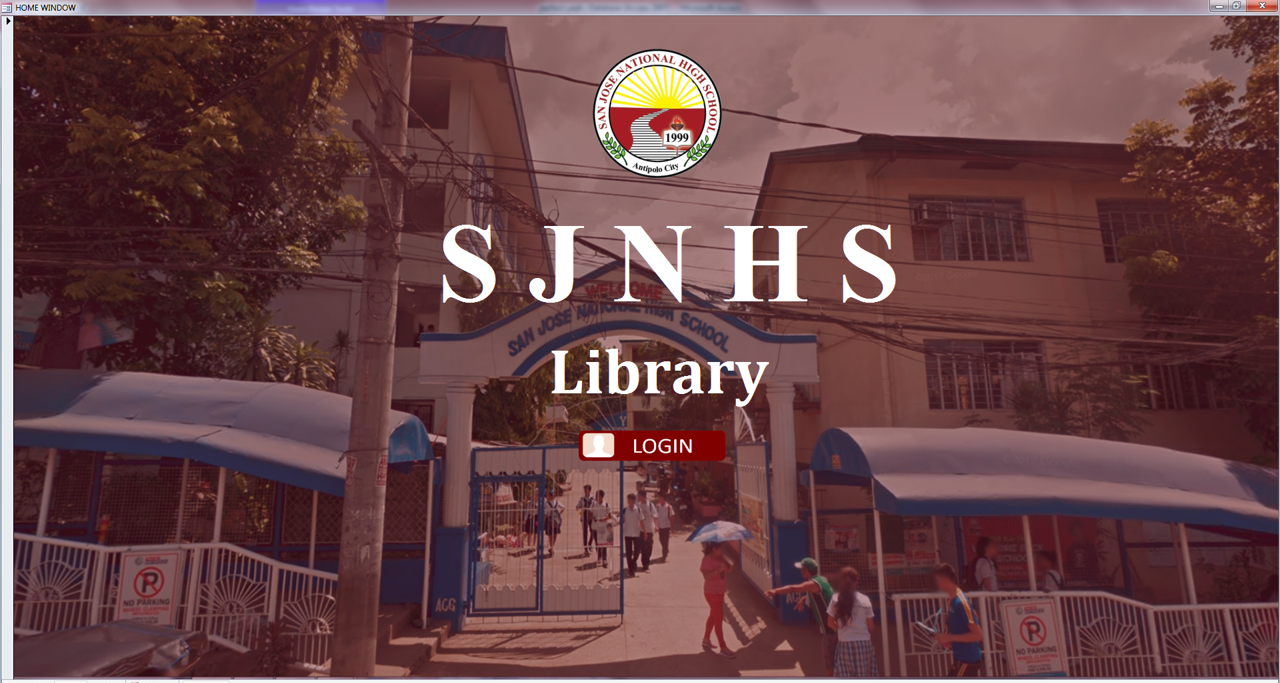 HOME WINDOW
SAN JOSE NATIONAL HIGH SCHOOL
1999
Antipolo City
S J N H S
WELCOME
SAN JOSE NATIONAL HIGH SCHOOL
Library
LOGIN
NO PARKING
ACG
NO PARKING